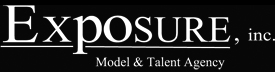 EXPOSURE, inc.
Model & Talent Agency